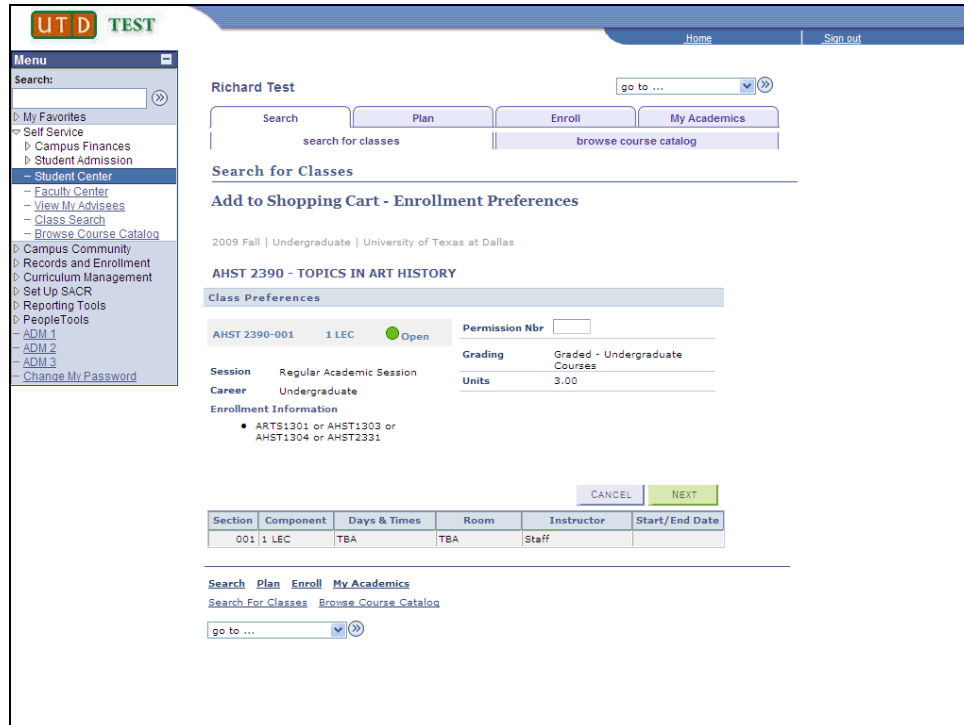 UTD TEST
Home Sign out
Menu
Search:
My Favorites
Self Service
Campus Finances
Student Admission
– Student Center
– Faculty Center
– View My Advisees
– Class Search
– Browse Course Catalog
Campus Community
Records and Enrollment
Curriculum Management
Set Up SACR
Reporting Tools
PeopleTools
– ADM 1
– ADM 2
– ADM 3
– Change My Password
Richard Test
go to ...
Search Plan Enroll My Academics
search for classes browse course catalog
Search for Classes
Add to Shopping Cart - Enrollment Preferences
2009 Fall | Undergraduate | University of Texas at Dallas
AHST 2390 - TOPICS IN ART HISTORY
Class Preferences
AHST 2390-001 1 LEC Open
Session Regular Academic Session
Career Undergraduate
Enrollment Information
• ARTS1301 or AHST1303 or
AHST1304 or AHST2331
Permission Nbr
Grading Graded - Undergraduate
Courses
Units 3.00
CANCEL NEXT
Section Component Days & Times Room Instructor Start/End Date
001 1 LEC TBA TBA Staff
Search Plan Enroll My Academics
Search For Classes Browse Course Catalog
go to ...